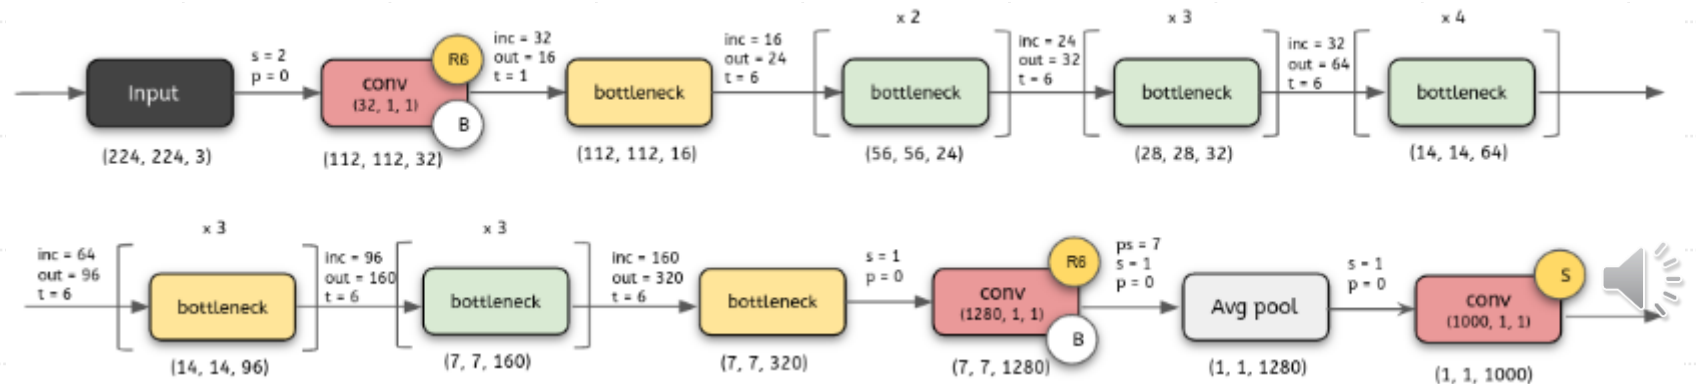 Input
(224, 224, 3)
s = 2
p = 0
conv
(32, 1, 1)
R6
B
(112, 112, 32)
inc = 32
out = 16
t = 1
bottleneck
(112, 112, 16)
inc = 16
out = 24
t = 6
x 2
bottleneck
(56, 56, 24)
inc = 24
out = 32
t = 6
x 3
bottleneck
(28, 28, 32)
inc = 32
out = 64
t = 6
x 4
bottleneck
(14, 14, 64)
inc = 64
out = 96
t = 6
x 3
bottleneck
(14, 14, 96)
inc = 96
out = 160
t = 6
x 3
bottleneck
(7, 7, 160)
inc = 160
out = 320
t = 6
bottleneck
(7, 7, 320)
s = 1
p = 0
conv
(1280, 1, 1)
R6
B
(7, 7, 1280)
ps = 7
s = 1
p = 0
Avg pool
(1, 1, 1280)
s = 1
p = 0
conv
(1000, 1, 1)
S
(1, 1, 1000)